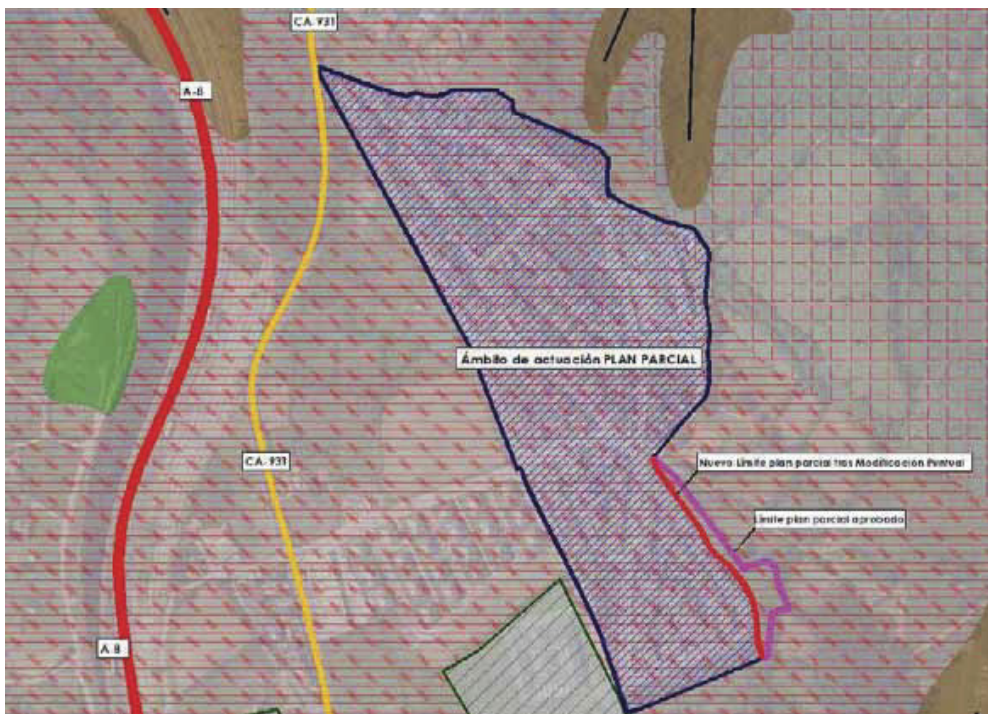 CA-931
A-8
Ámbito de actuación PLAN PARCIAL
CA-931
Nuevo Límite plan parcial tras Modificación Puntual
Límite plan parcial aprobado
A-8